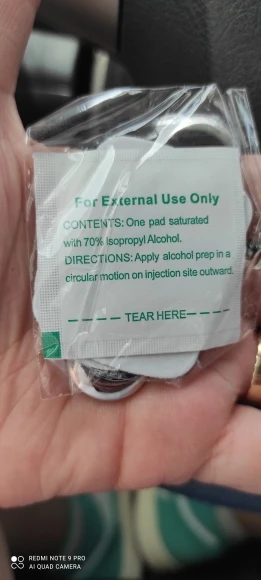 For External Use Only
CONTENTS: One pad saturated
with 70% Isopropyl Alcohol.
DIRECTIONS: Apply alcohol prep in a
circular motion on injection site outward.
----- TEAR HERE-----
REDMI NOTE 9 PRO
AI QUAD CAMERA